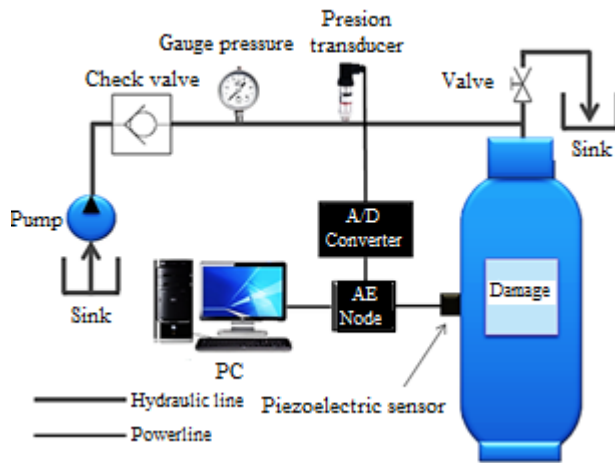 Gauge pressure
Presion
transducer
Check valve
Valve
Sink
Pump
A/D
Converter
AE
Node
Damage
Sink
PC
Piezoelectric sensor
Hydraulic line
Powerline